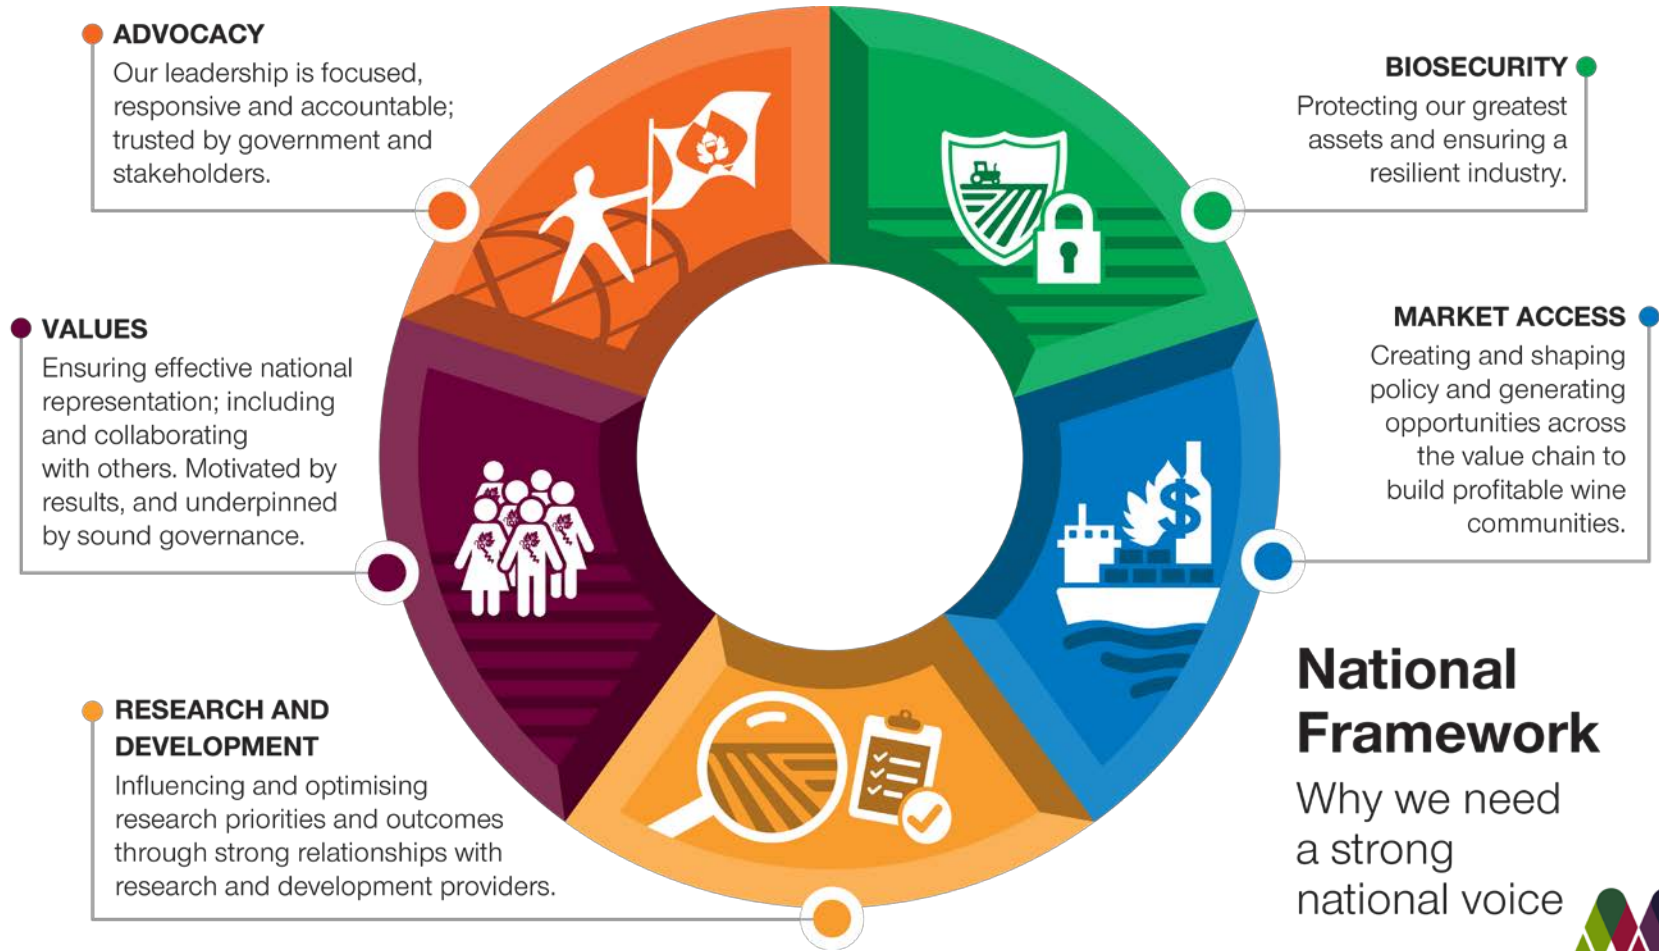 ADVOCACY
Our leadership is focused,
responsive and accountable;
trusted by government and
stakeholders.
BIOSECURITY
Protecting our greatest
assets and ensuring a
resilient industry.
VALUES
Ensuring effective national
representation; including
and collaborating
with others. Motivated by
results, and underpinned
by sound governance.
MARKET ACCESS
Creating and shaping
policy and generating
opportunities across
the value chain to
build profitable wine
communities.
$
RESEARCH AND
DEVELOPMENT
Influencing and optimising
research priorities and outcomes
through strong relationships with
research and development providers.
National
Framework
Why we need
a strong
national voice